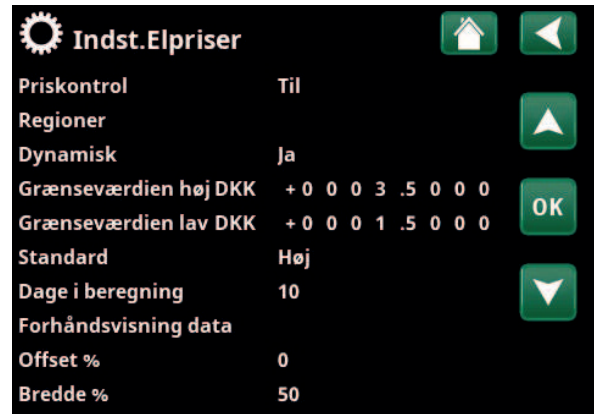 Indst.Elpriser
Priskontrol Til
Regioner
Dynamisk Ja
Grænseværdien høj DKK +0 0 0 3 .5 0 0 0
Grænseværdien lav DKK +0 0 0 1 .5 0 0 0
OK
Standard Høj
Dage i beregning 10
Forhåndsvisning data
Offset % 0
Bredde % 50